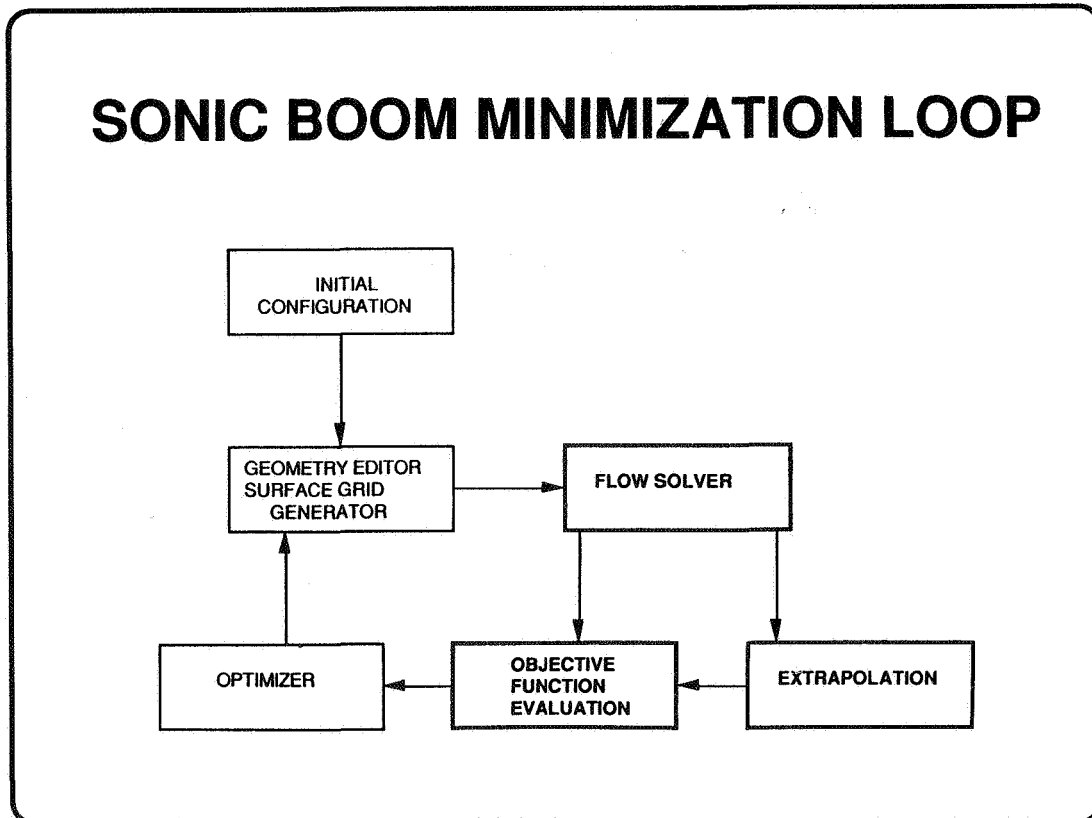 SONIC BOOM MINIMIZATION LOOP
INITIAL
CONFIGURATION
GEOMETRY EDITOR
SURFACE GRID
GENERATOR
FLOW SOLVER
OPTIMIZER
OBJECTIVE
FUNCTION
EVALUATION
EXTRAPOLATION